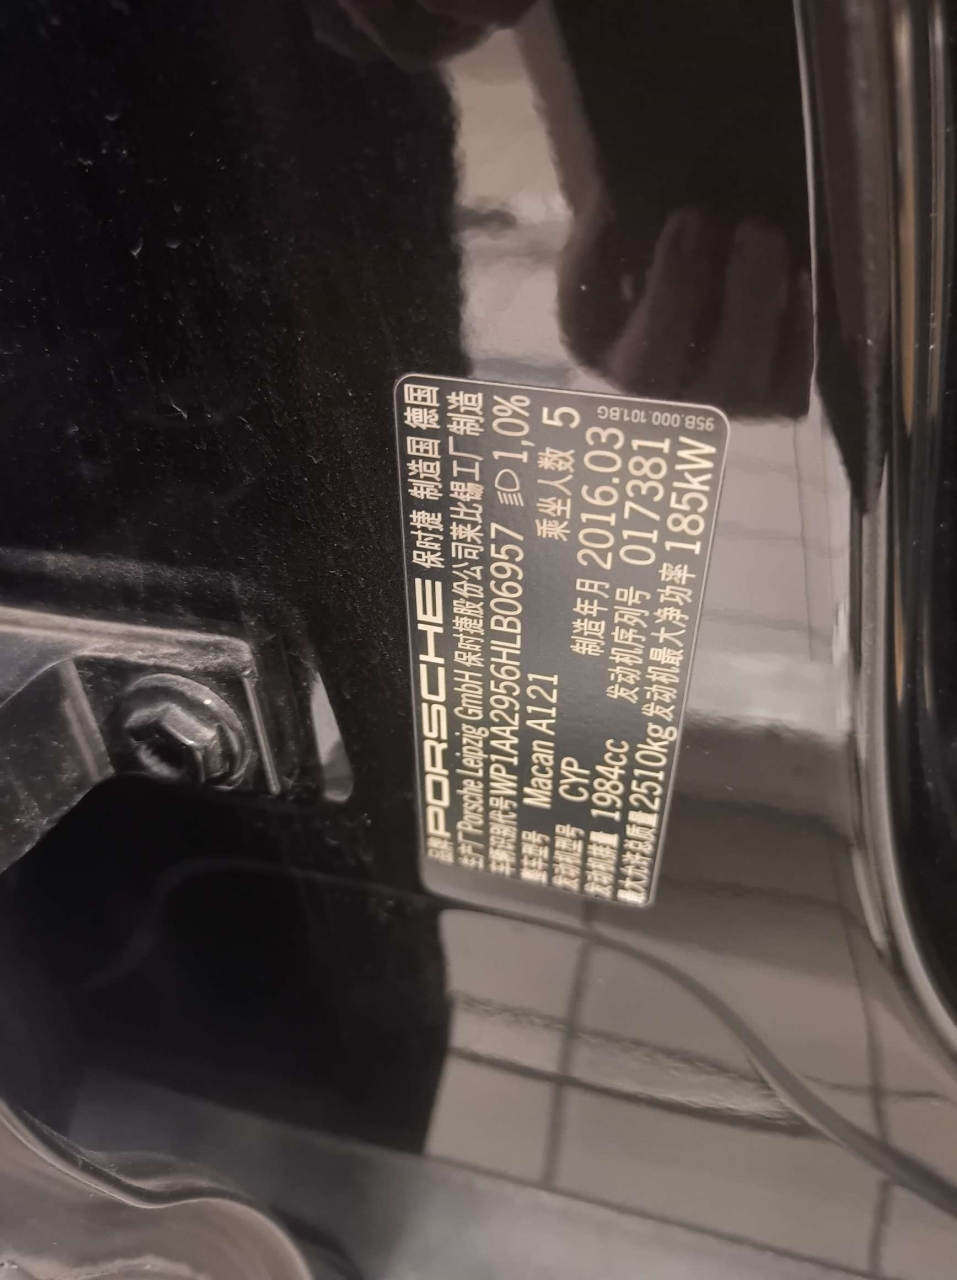 品牌 PORSCHE 保时捷 制造国 德国
生产厂 Porsche Leipzig GmbH 保时捷股份公司莱比锡工厂制造
车辆识别代号 WP1AA2956HLB06957 1,0%
整车型号 Macan A121 乘坐人数 5
发动机型号 CYP 制造年月 2016.03
发动机排量 1984cc 发动机序列号 017381
最大允许总质量 2510kg 发动机最大净功率 185kW
95B.000.101.BG